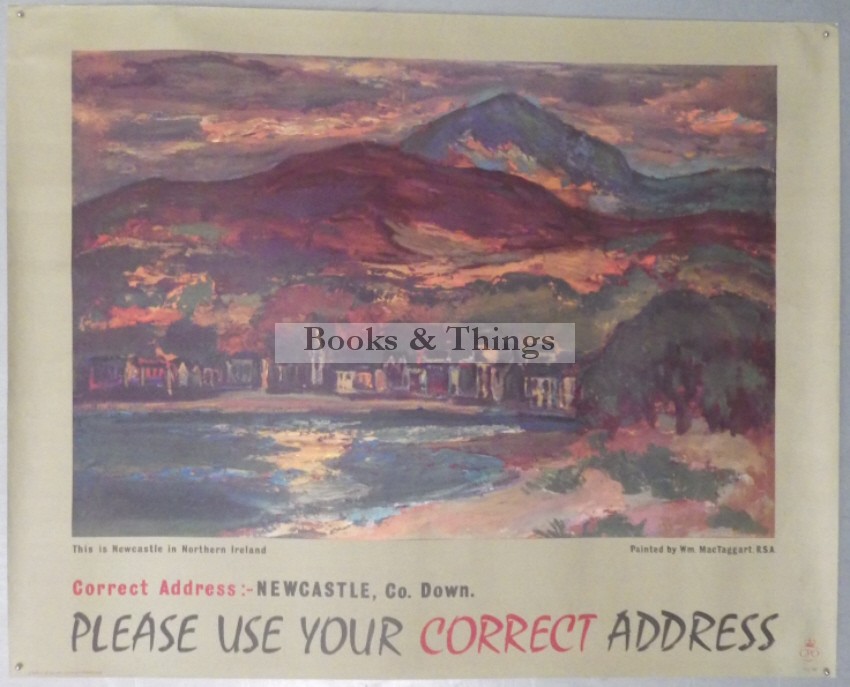 Books & Things
This is Newcastle in Northern Ireland
Painted by Wm. MacTaggart. R.S.A
Correct Address:-NEWCASTLE, Co. Down.
PLEASE USE YOUR CORRECT ADDRESS